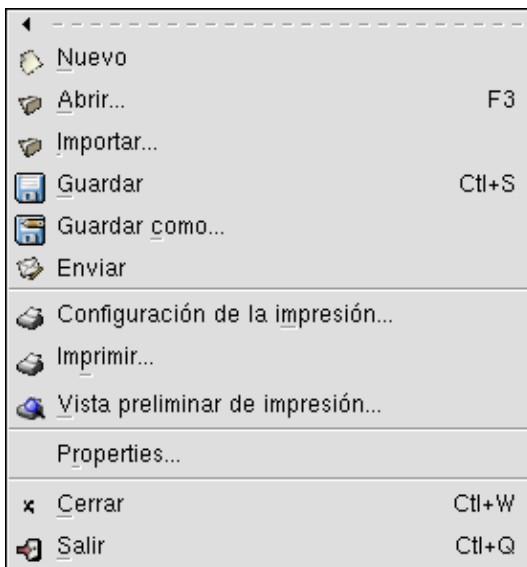 Nuevo
Abrir... F3
Importar...
Guardar Ctl+S
Guardar como...
Enviar
Configuración de la impresión...
Imprimir...
Vista preliminar de impresión...
Properties...
Cerrar Ctl+W
Salir Ctl+Q